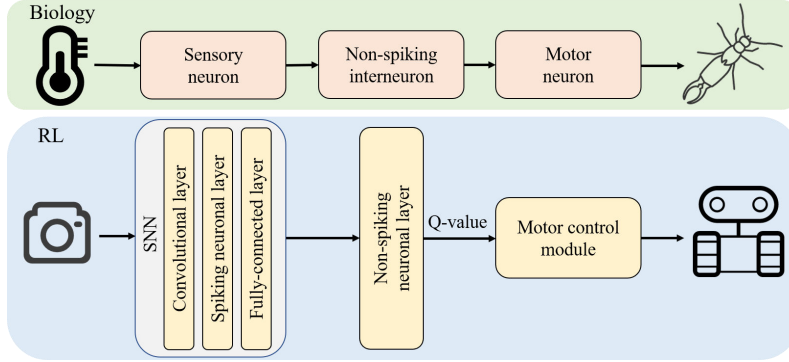 Biology
Sensory
neuron
Non-spiking
interneuron
Motor
neuron
RL
SNN
Convolutional layer
Spiking neuronal layer
Fully-connected layer
Non-spiking
neuronal layer
Q-value
Motor control
module